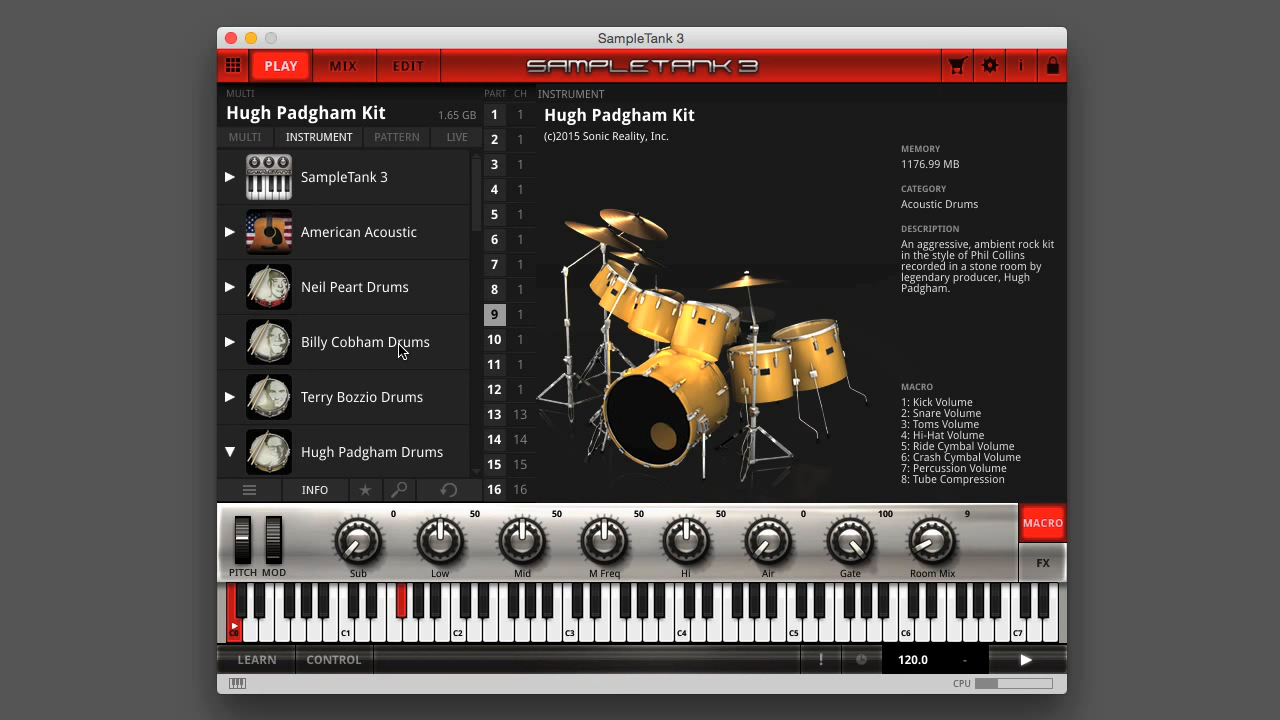 SampleTank 3
PLAY
MIX
EDIT
SAMPLETANK 3
i
MULTI
Hugh Padgham Kit
1.65 GB
MULTI
INSTRUMENT
PATTERN
LIVE
SampleTank 3
American Acoustic
Neil Peart Drums
Billy Cobham Drums
Terry Bozzio Drums
Hugh Padgham Drums
INFO
PART CH
1 1
2 1
3 1
4 1
5 1
6 1
7 1
8 1
9 1
10 1
11 1
12 1
13 13
14 14
15 15
16 16
INSTRUMENT
Hugh Padgham Kit
(c)2015 Sonic Reality, Inc.
MEMORY
1176.99 MB
CATEGORY
Acoustic Drums
DESCRIPTION
An aggressive, ambient rock kit
in the style of Phil Collins
recorded in a stone room by
legendary producer, Hugh
Padgham.
MACRO
1: Kick Volume
2: Snare Volume
3: Toms Volume
4: Hi-Hat Volume
5: Ride Cymbal Volume
6: Crash Cymbal Volume
7: Percussion Volume
8: Tube Compression
0 50 50 50 50 0 100 9
PITCH MOD Sub Low Mid M Freq Hi Air Gate Room Mix
MACRO
FX
C0 C1 C2 C3 C4 C5 C6 C7
LEARN
CONTROL
!
120.0
-
CPU